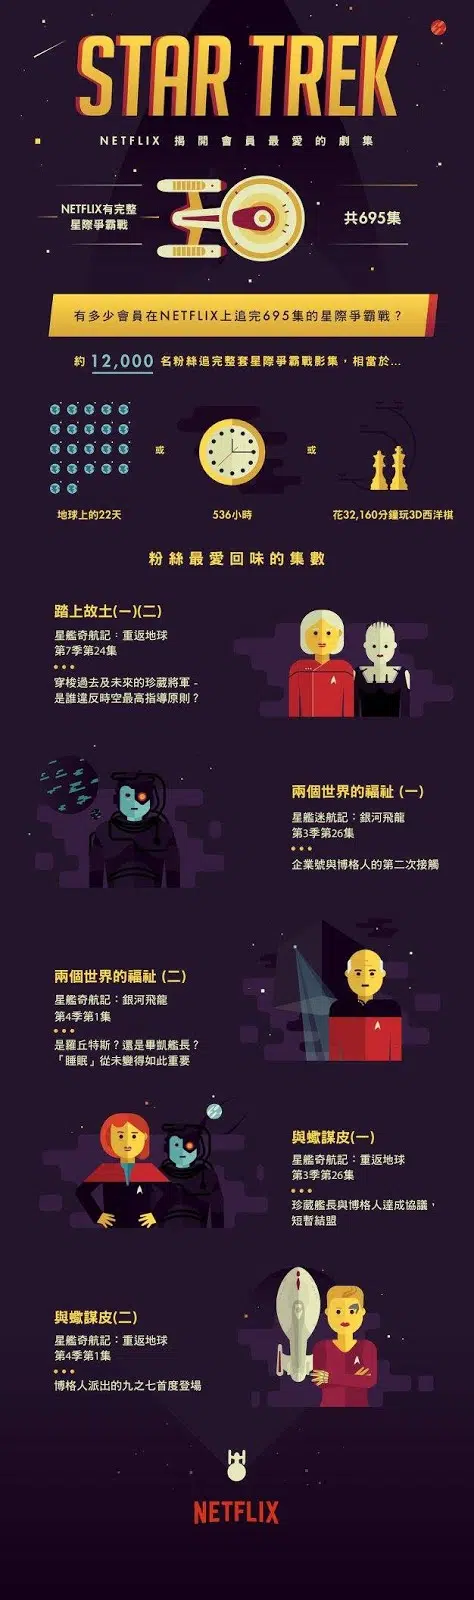 STAR TREK
NETFLIX 揭開會員最愛的劇集
NETFLIX有完整
星際爭霸戰
共695集
有多少會員在NETFLIX上追完695集的星際爭霸戰？
約 12,000 名粉絲追完整套星際爭霸戰影集，相當於...
或
或
地球上的22天
536小時
花32,160分鐘玩3D西洋棋
粉絲最愛回味的集數
踏上故土(一)(二)
星艦奇航記：重返地球
第7季第24集
穿梭過去及未來的珍葳將軍 -
是誰違反時空最高指導原則？
兩個世界的福祉 (一)
星艦迷航記：銀河飛龍
第3季第26集
企業號與博格人的第二次接觸
兩個世界的福祉 (二)
星艦奇航記：銀河飛龍
第4季第1集
是羅丘特斯？還是畢凱艦長？
「睡眠」從未變得如此重要
與蠍謀皮(一)
星艦奇航記：重返地球
第3季第26集
珍葳艦長與博格人達成協議，
短暫結盟
與蠍謀皮(二)
星艦奇航記：重返地球
第4季第1集
博格人派出的九之七首度登場
NETFLIX